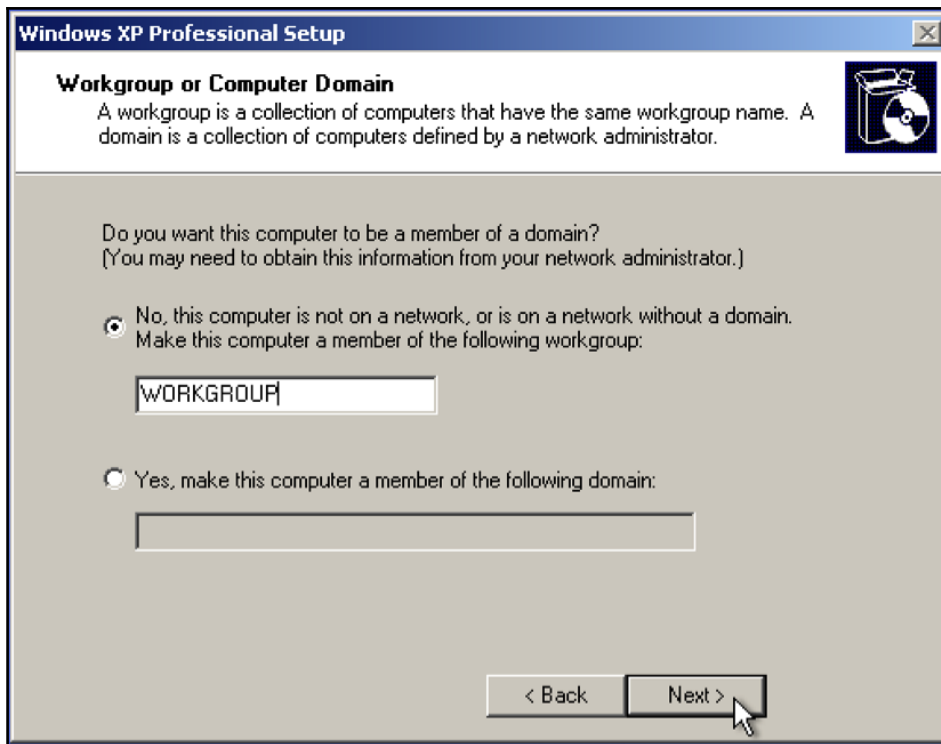 Windows XP Professional Setup
Workgroup or Computer Domain
A workgroup is a collection of computers that have the same workgroup name. A
domain is a collection of computers defined by a network administrator.
Do you want this computer to be a member of a domain?
(You may need to obtain this information from your network administrator.)
No, this computer is not on a network, or is on a network without a domain.
Make this computer a member of the following workgroup:
WORKGROUP
Yes, make this computer a member of the following domain:
< Back
Next >